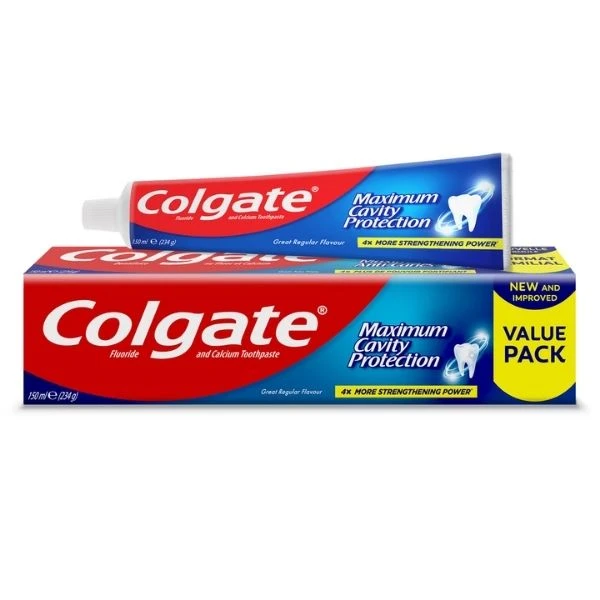 Colgate®
Fluoride and Calcium Toothpaste
150 ml ℮ (234 g)
Great Regular Flavour
Maximum
Cavity
Protection
4x MORE STRENGTHENING POWER*
4x PLUS DE POUVOIR FORTIFIANT
Colgate®
Fluoride and Calcium Toothpaste
150 ml ℮ (234 g)
Great Regular Flavour
Maximum
Cavity
Protection
4x MORE STRENGTHENING POWER*
NEW AND
IMPROVED
VALUE
PACK